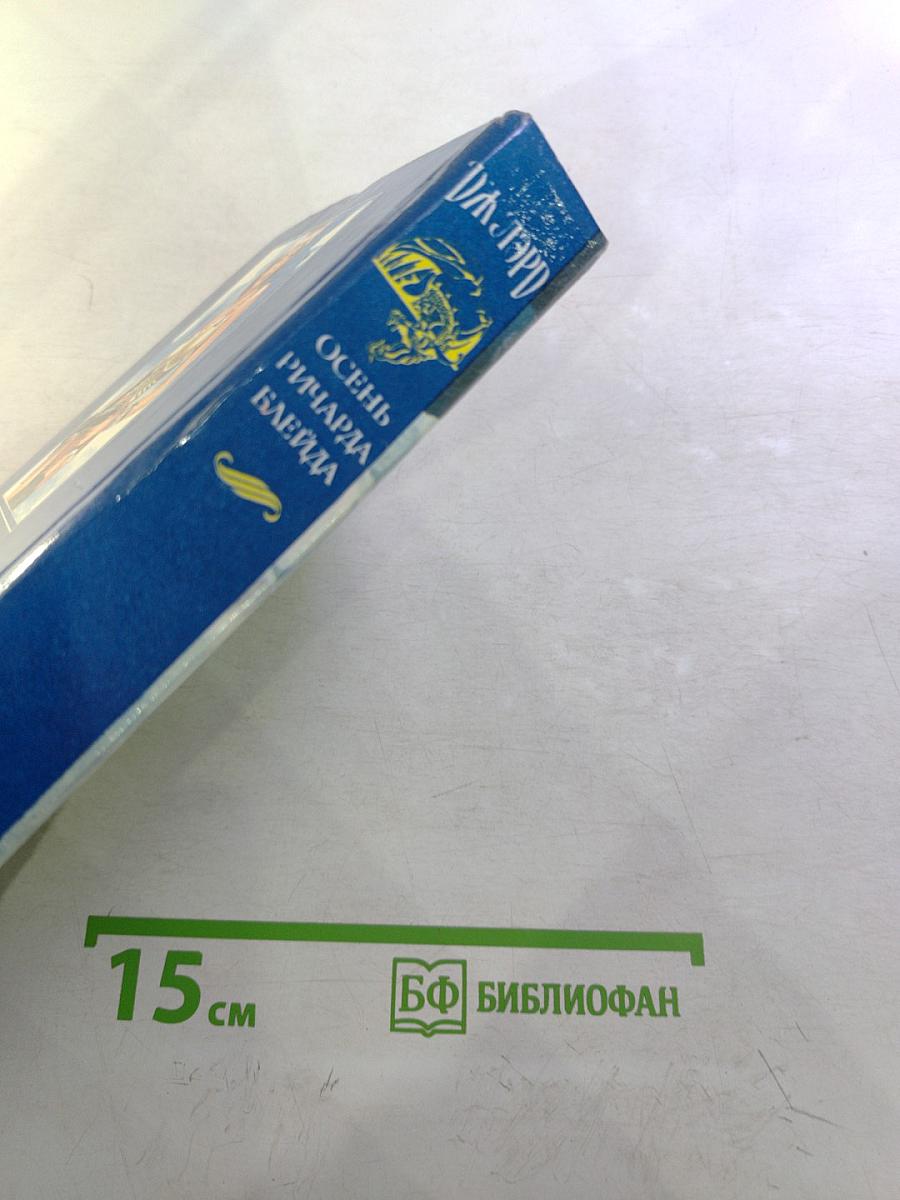 Дж. ЛЭРД
ОСЕНЬ
РИЧАРДА
БЛЕЙДА
15 см
БФ БИБЛИОФАН